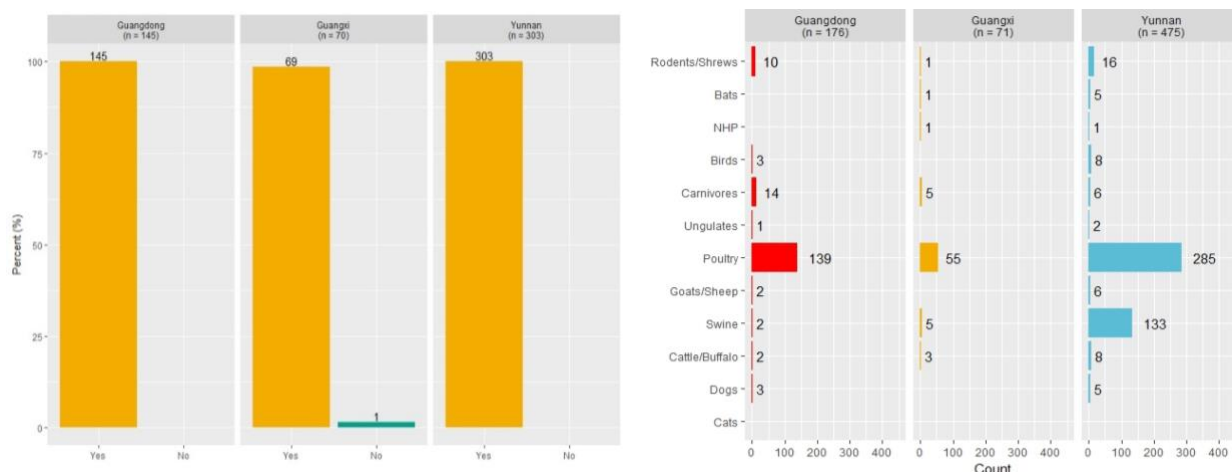 Guangdong
(n = 145)
Guangxi
(n = 70)
Yunnan
(n = 303)
Percent (%)
100
75
50
25
0
145
69
1
303
Yes
No
Yes
No
Yes
No
Guangdong
(n = 176)
Guangxi
(n = 71)
Yunnan
(n = 475)
Rodents/Shrews 10 1 16
Bats 1 5
NHP 1 1
Birds 3 8
Carnivores 14 5 6
Ungulates 1 2
Poultry 139 55 285
Goats/Sheep 2 6
Swine 2 5 133
Cattle/Buffalo 2 3 8
Dogs 3 5
Cats
0 100 200 300 400 0 100 200 300 400 0 100 200 300 400
Count